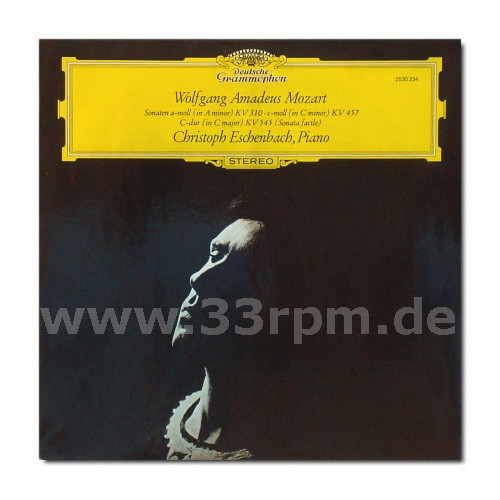 Deutsche
Grammophon
2530 234
Wolfgang Amadeus Mozart
Sonaten a-moll (in A minor) KV 310 · c-moll (in C minor) KV 457
C-dur (in C major) KV 545 (Sonata facile)
Christoph Eschenbach, Piano
STEREO
www.33rpm.de